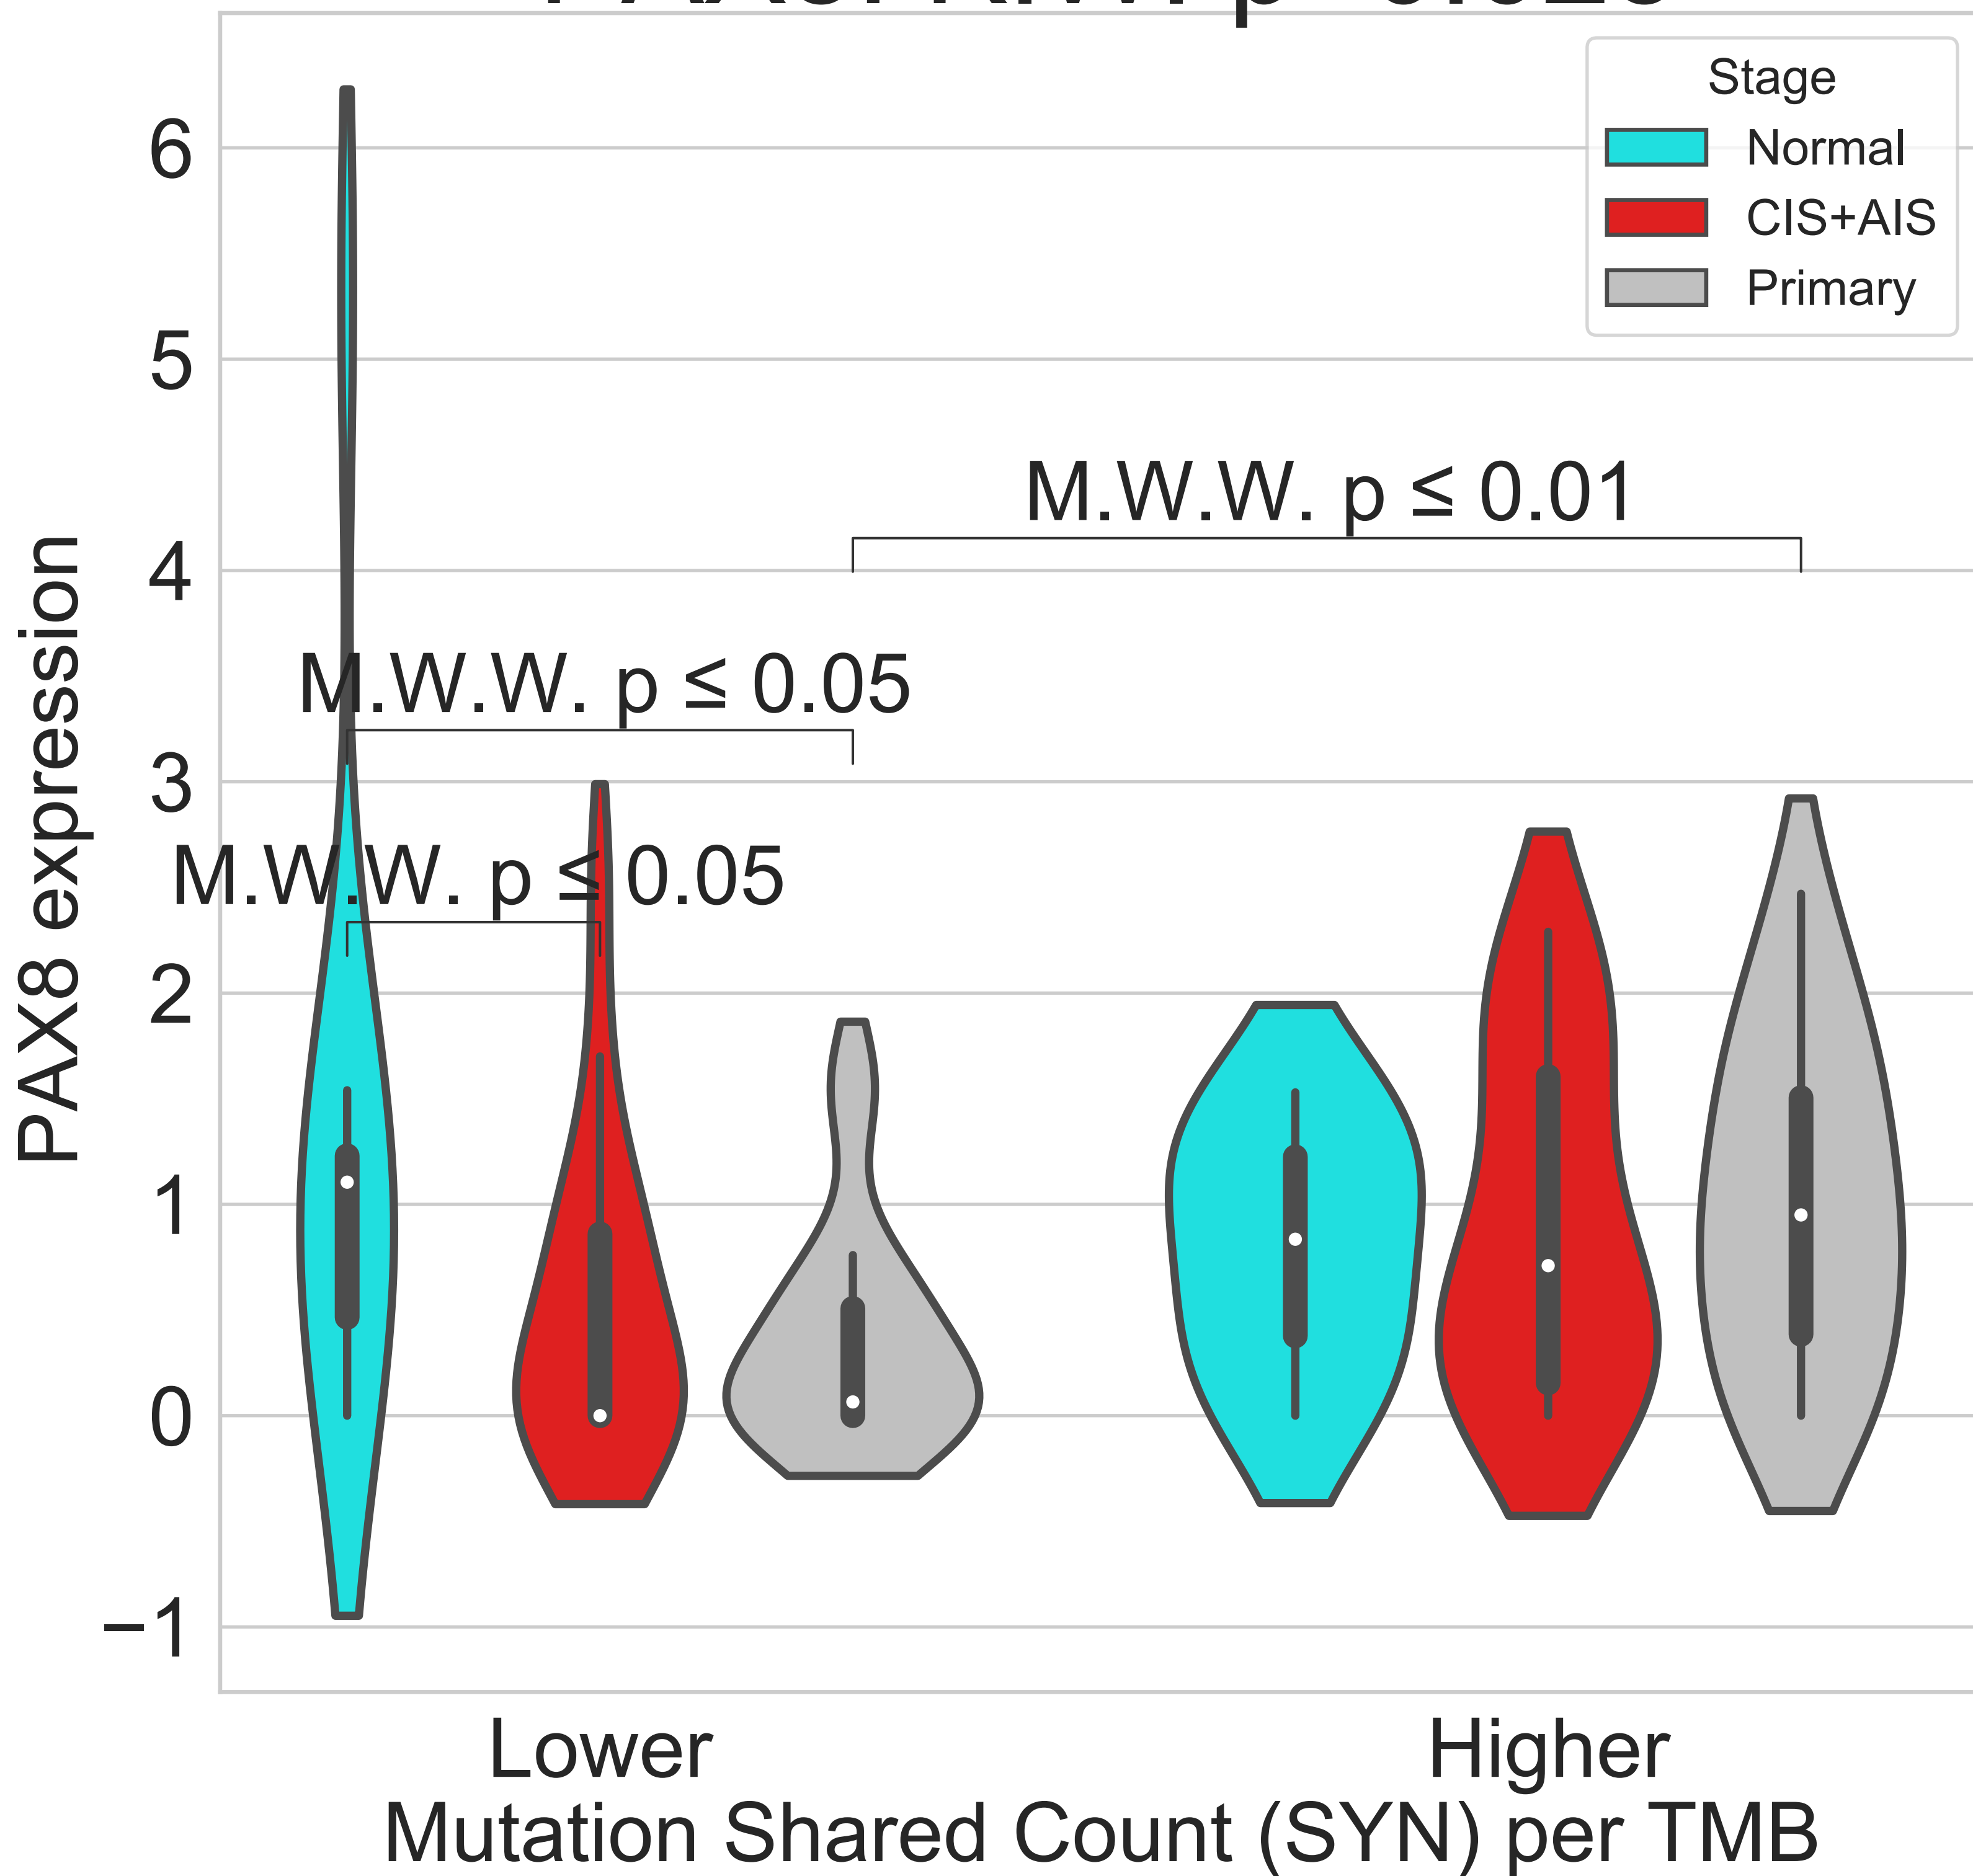 Stage
Normal
CIS+AIS
Primary
6
5
4
3
2
1
0
−1
PAX8 expression
M.W.W. p ≤ 0.01
M.W.W. p ≤ 0.05
M.W.W. p ≤ 0.05
Lower
Higher
Mutation Shared Count (SYN) per TMB